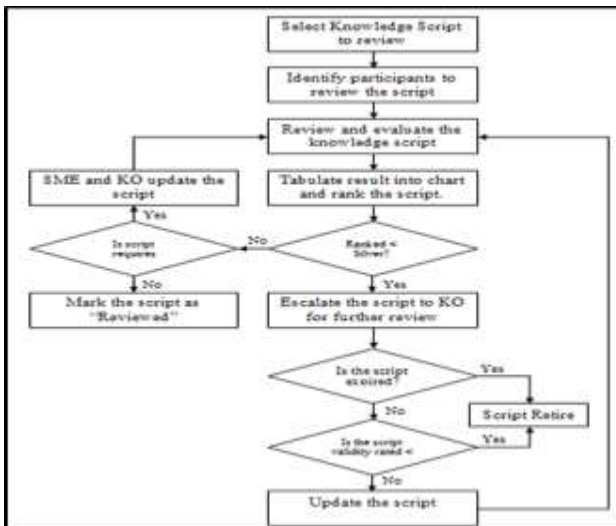 Select Knowledge Script
to review
Identify participants to
review the script
Review and evaluate the
knowledge script
SME and KO update the
script
Tabulate result into chart
and rank the script.
Yes
Is script
requires
No
Ranked <
Silver?
No
Yes
Mark the script as
"Reviewed"
Escalate the script to KO
for further review
Is the script
expired?
Yes
No
Script Retire
Is the script
validity rated <
Yes
No
Update the script